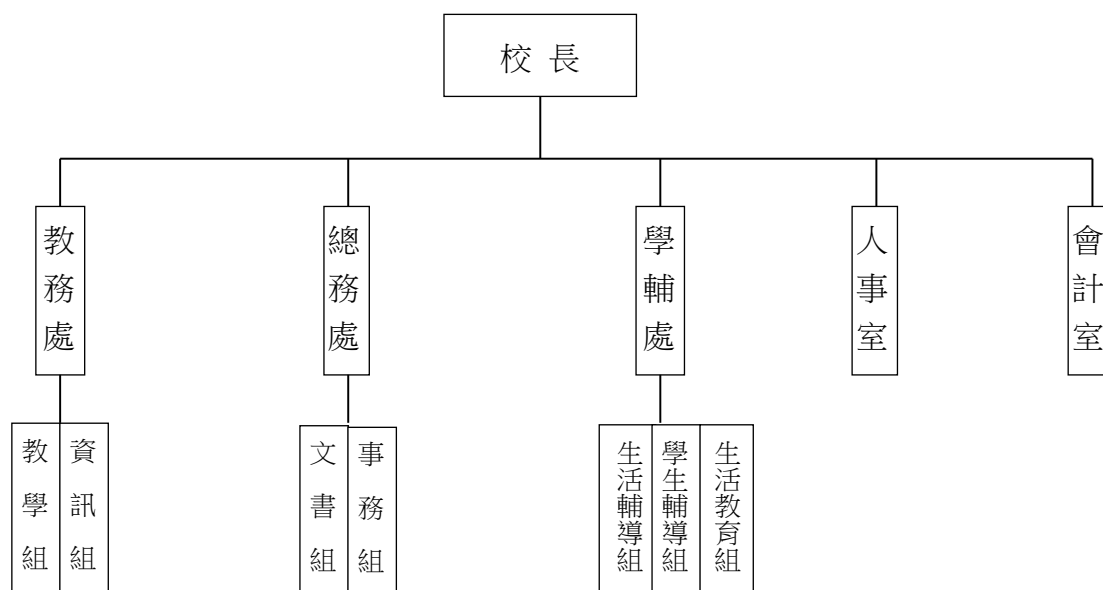 校長
教務處
總務處
學輔處
人事室
會計室
教學組
資訊組
文書組
事務組
生活輔導組
學生輔導組
生活教育組